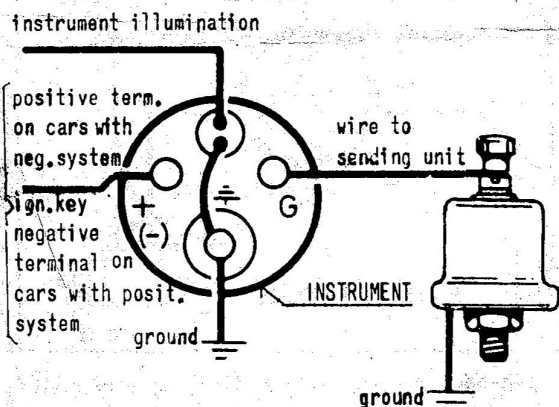 instrument illumination
positive term.
on cars with
neg.system
ign.key
negative
terminal on
cars with posit.
system
+
(-)
G
wire to
sending unit
INSTRUMENT
ground
ground